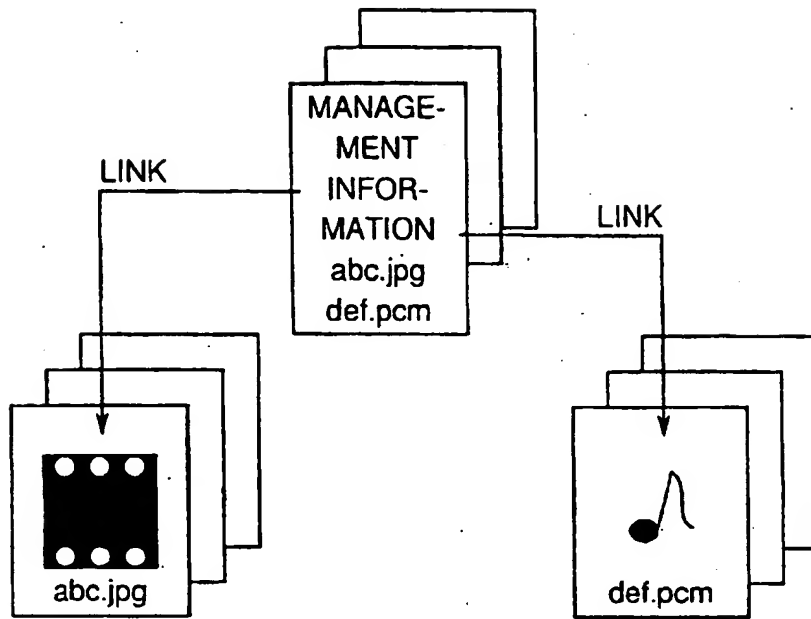 MANAGE-
MENT
INFOR-
MATION
abc.jpg
def.pcm
LINK
LINK
abc.jpg
def.pcm